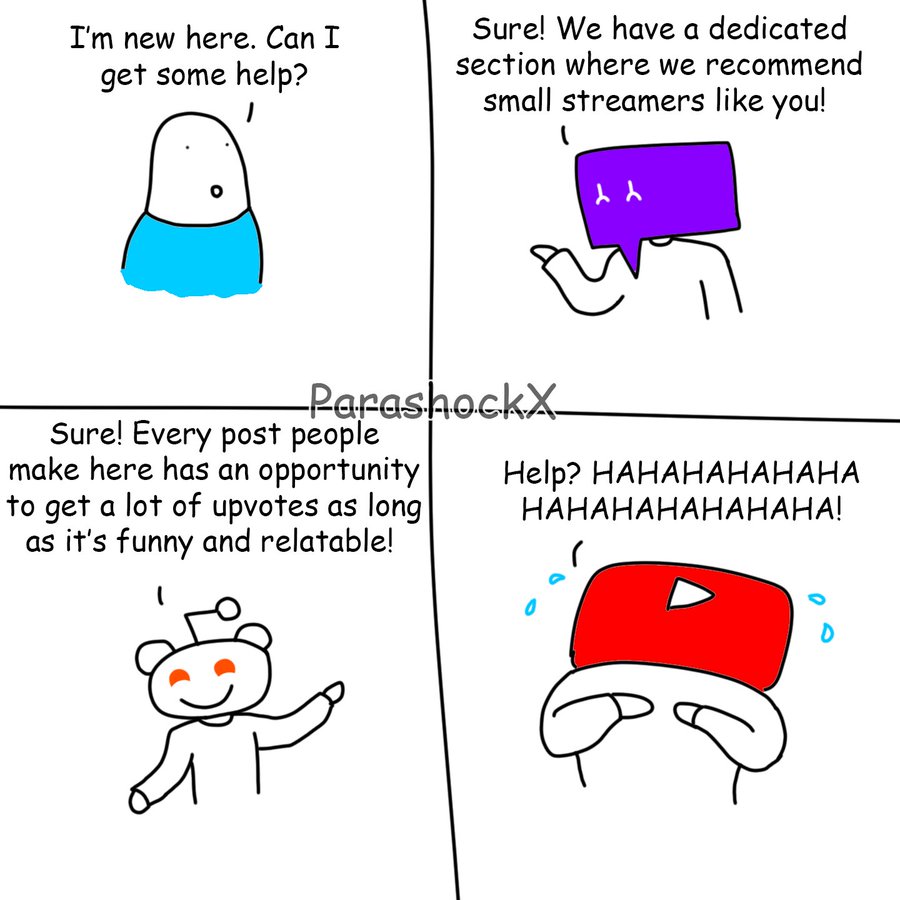 I'm new here. Can I
get some help?
Sure! We have a dedicated
section where we recommend
small streamers like you!
ParashockX
Sure! Every post people
make here has an opportunity
to get a lot of upvotes as long
as it's funny and relatable!
Help? HAHAHAHAHAHA
HAHAHAHAHAHAHA!